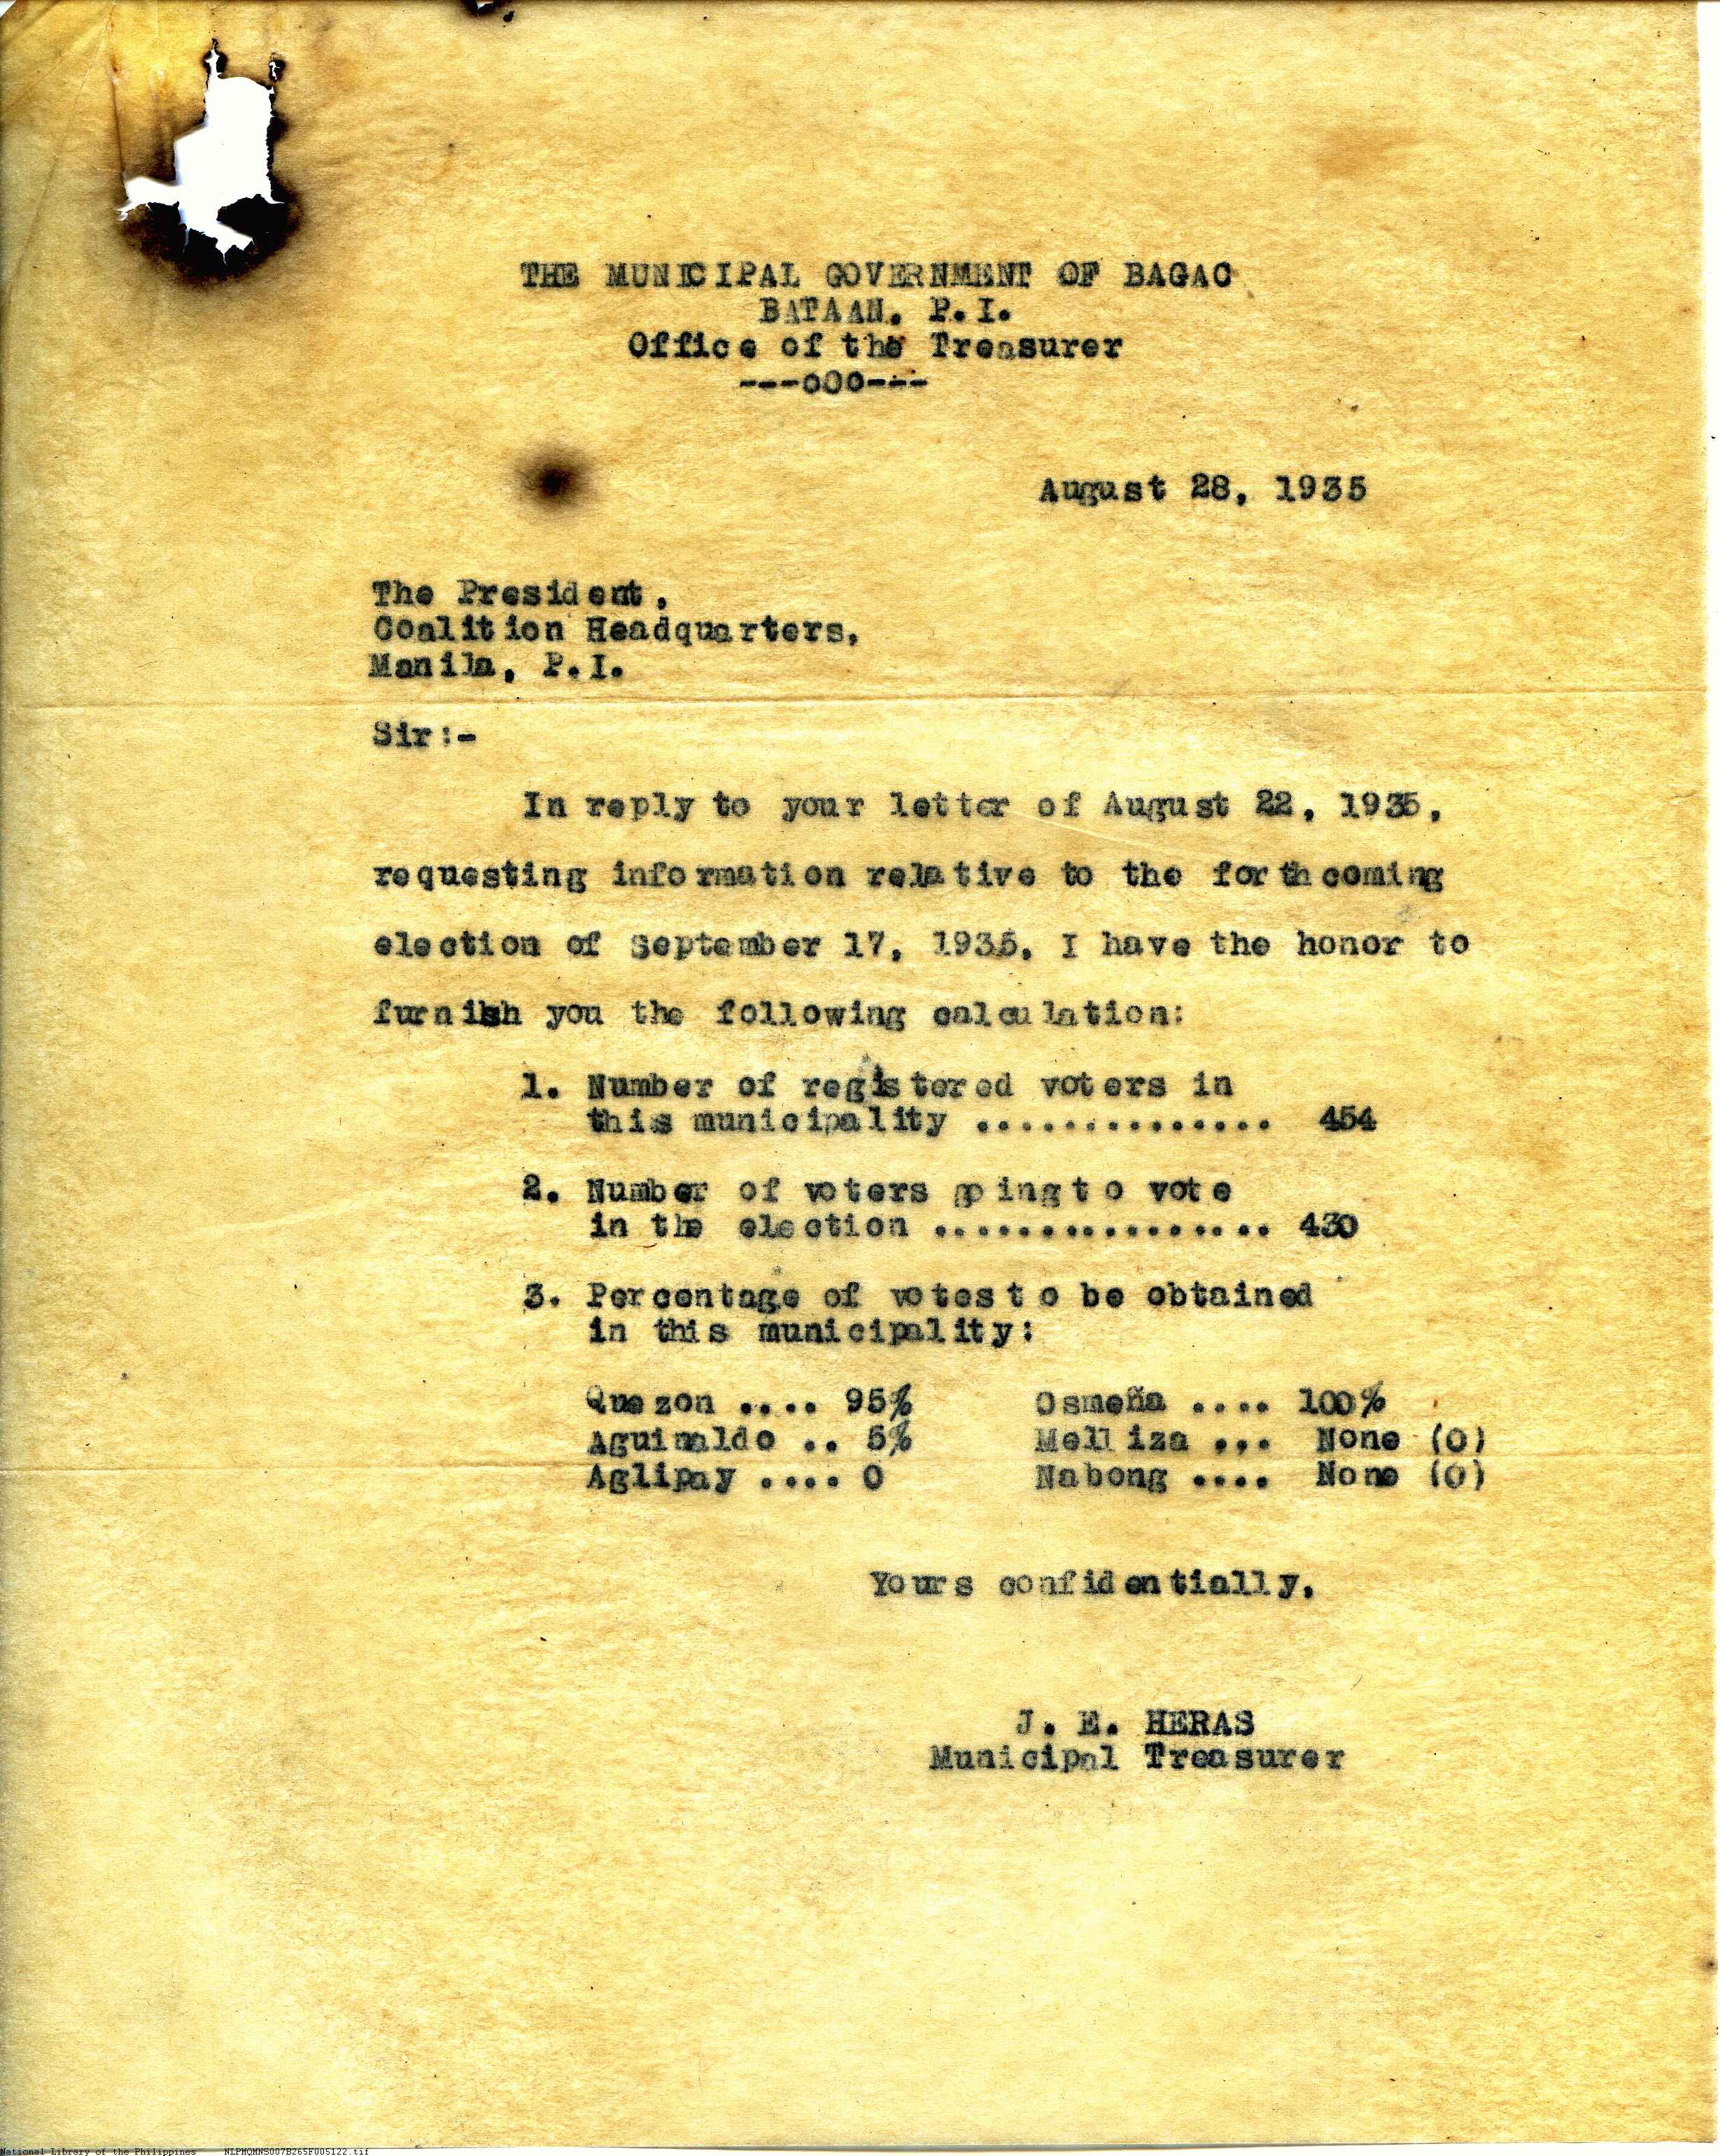 THE MUNICIPAL GOVERNMENT OF BAGAC
BATAAN, P.I.
Office of the Treasurer
---oOo---
August 28, 1935
The President,
Coalition Headquarters,
Manila, P.I.
Sir:-
In reply to your letter of August 22, 1935,
requesting information relative to the forthcoming
election of September 17, 1935, I have the honor to
furnish you the following calculation:
1. Number of registered voters in
this municipality .............. 454
2. Number of voters going to vote
in the election ................ 430
3. Percentage of votes to be obtained
in this municipality:
Quezon .... 95% Osmeña .... 100%
Aguinaldo .. 5% Melliza ... None (0)
Aglipay .... 0 Nabong .... None (0)
Yours confidentially,
J. E. HERAS
Municipal Treasurer
National Library of the Philippines NLPMQMNS007B265F005122.tif